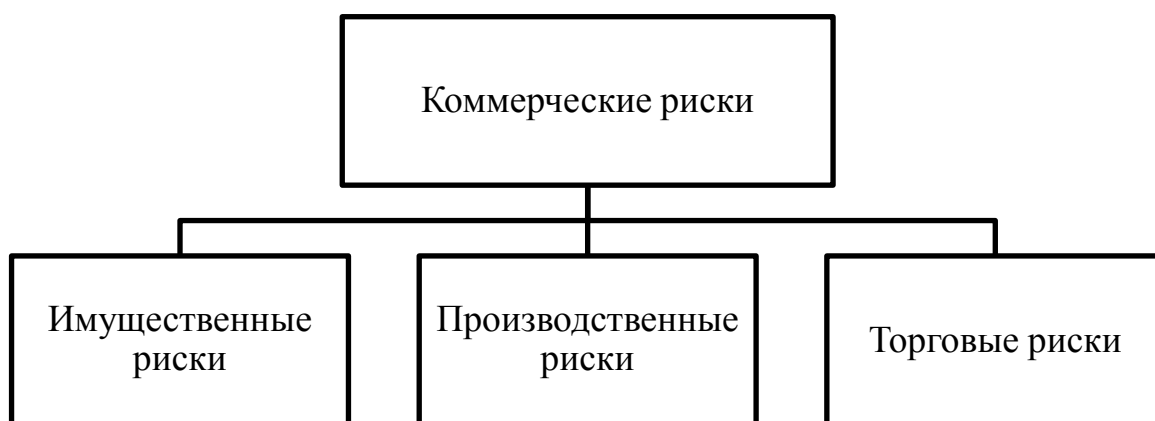 Коммерческие риски
Имущественные
риски
Производственные
риски
Торговые риски